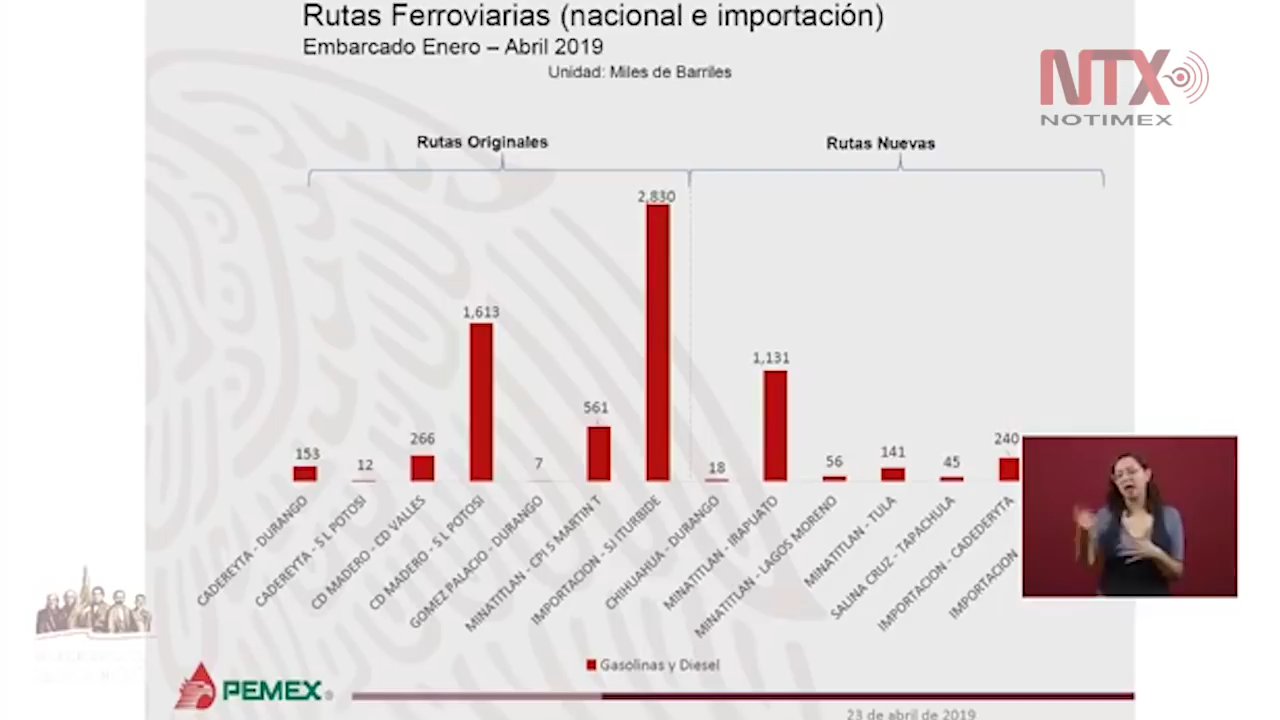 Rutas Ferroviarias (nacional e importación)
Embarcado Enero – Abril 2019
Unidad: Miles de Barriles
NTX
NOTIMEX
Rutas Originales
Rutas Nuevas
2,830
1,613
1,131
561
266
240
153
141
12
7
18
56
45
CADEREYTA - DURANGO
CADEREYTA - S L POTOSI
CD MADERO - CD VALLES
CD MADERO - S L POTOSI
GOMEZ PALACIO - DURANGO
MINATITLAN - CPI S MARTIN T
IMPORTACION - SJ ITURBIDE
CHIHUAHUA - DURANGO
MINATITLAN - IRAPUATO
MINATITLAN - LAGOS MORENO
MINATITLAN - TULA
SALINA CRUZ - TAPACHULA
IMPORTACION - CADEDERYTA
IMPORTACION
Gasolinas y Diesel
PEMEX ®
23 de abril de 2019